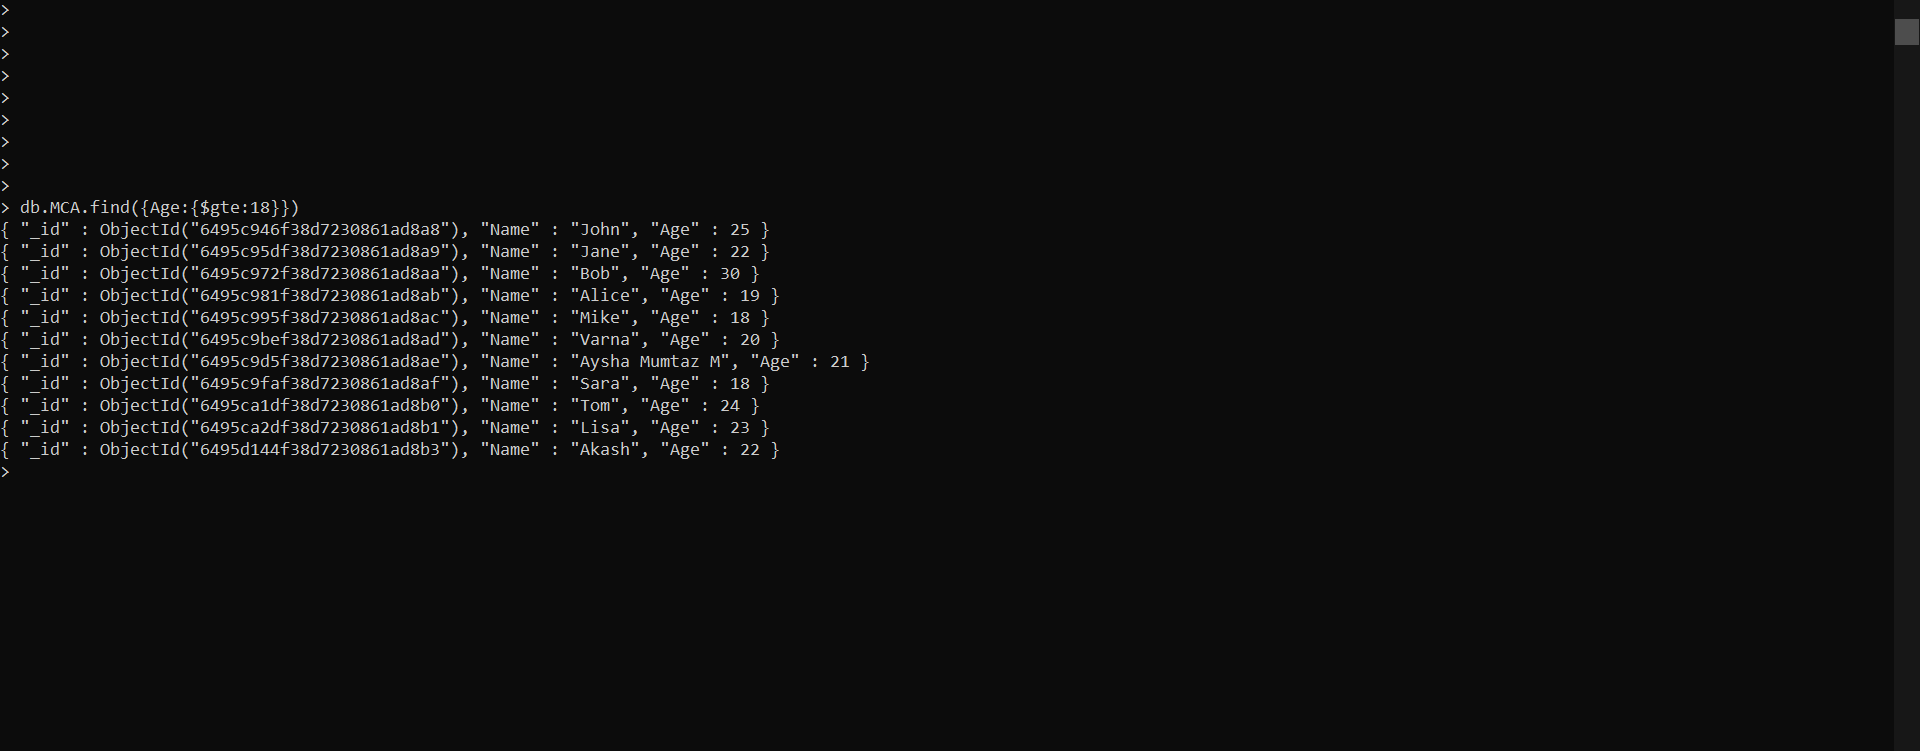 >
>
>
>
>
>
>
>
>
> db.MCA.find({Age:{$gte:18}})
{ "_id" : ObjectId("6495c946f38d7230861ad8a8"), "Name" : "John", "Age" : 25 }
{ "_id" : ObjectId("6495c95df38d7230861ad8a9"), "Name" : "Jane", "Age" : 22 }
{ "_id" : ObjectId("6495c972f38d7230861ad8aa"), "Name" : "Bob", "Age" : 30 }
{ "_id" : ObjectId("6495c981f38d7230861ad8ab"), "Name" : "Alice", "Age" : 19 }
{ "_id" : ObjectId("6495c995f38d7230861ad8ac"), "Name" : "Mike", "Age" : 18 }
{ "_id" : ObjectId("6495c9bef38d7230861ad8ad"), "Name" : "Varna", "Age" : 20 }
{ "_id" : ObjectId("6495c9d5f38d7230861ad8ae"), "Name" : "Aysha Mumtaz M", "Age" : 21 }
{ "_id" : ObjectId("6495c9faf38d7230861ad8af"), "Name" : "Sara", "Age" : 18 }
{ "_id" : ObjectId("6495ca1df38d7230861ad8b0"), "Name" : "Tom", "Age" : 24 }
{ "_id" : ObjectId("6495ca2df38d7230861ad8b1"), "Name" : "Lisa", "Age" : 23 }
{ "_id" : ObjectId("6495d144f38d7230861ad8b3"), "Name" : "Akash", "Age" : 22 }
>